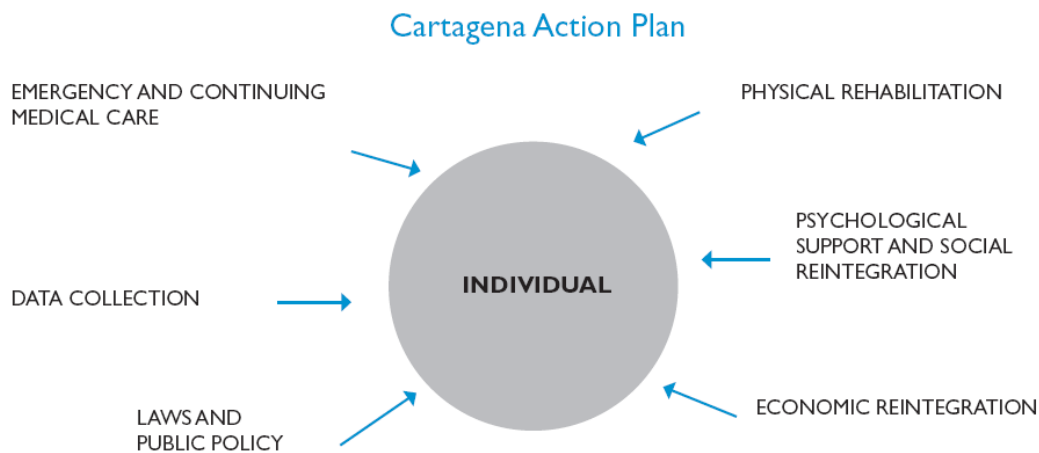 Cartagena Action Plan
EMERGENCY AND CONTINUING
MEDICAL CARE
PHYSICAL REHABILITATION
PSYCHOLOGICAL
SUPPORT AND SOCIAL
REINTEGRATION
INDIVIDUAL
DATA COLLECTION
ECONOMIC REINTEGRATION
LAWS AND
PUBLIC POLICY